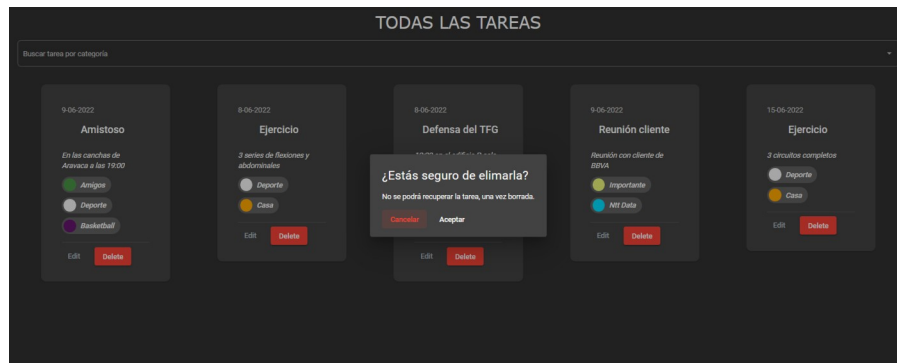 TODAS LAS TAREAS
Buscar tarea por categoría
9-06-2022
Amistoso
En las canchas de
Aravaca a las 19:00
Amigos
Deporte
Basketball
Edit Delete
8-06-2022
Ejercicio
3 series de flexiones y
abdominales
Deporte
Casa
Edit Delete
8-06-2022
Defensa del TFG
¿Estás seguro de elimarla?
No se podrá recuperar la tarea, una vez borrada.
Cancelar Aceptar
Edit Delete
9-06-2022
Reunión cliente
Reunión con cliente de
BBVA
Importante
Ntt Data
Edit Delete
15-06-2022
Ejercicio
3 circuitos completos
Deporte
Casa
Edit Delete